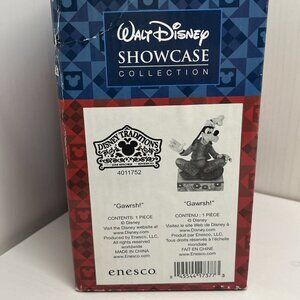 Walt Disney
SHOWCASE
COLLECTION
DISNEY TRADITIONS
4011752
"Gawrsh!"
CONTENTS: 1 PIECE
© Disney
Visit the Disney website at
www.Disney.com
Produced by Enesco, LLC.
All rights reserved
worldwide
MADE IN CHINA
www.enesco.com
"Gawrsh!"
CONTENU: 1 PIÈCE
© Disney
Visitez le site Web de Disney à
www.Disney.com
Produit par Enesco, LLC.
Tous droits réservés à l'échelle
mondiale
FAIT EN CHINE
www.enesco.com
enesco